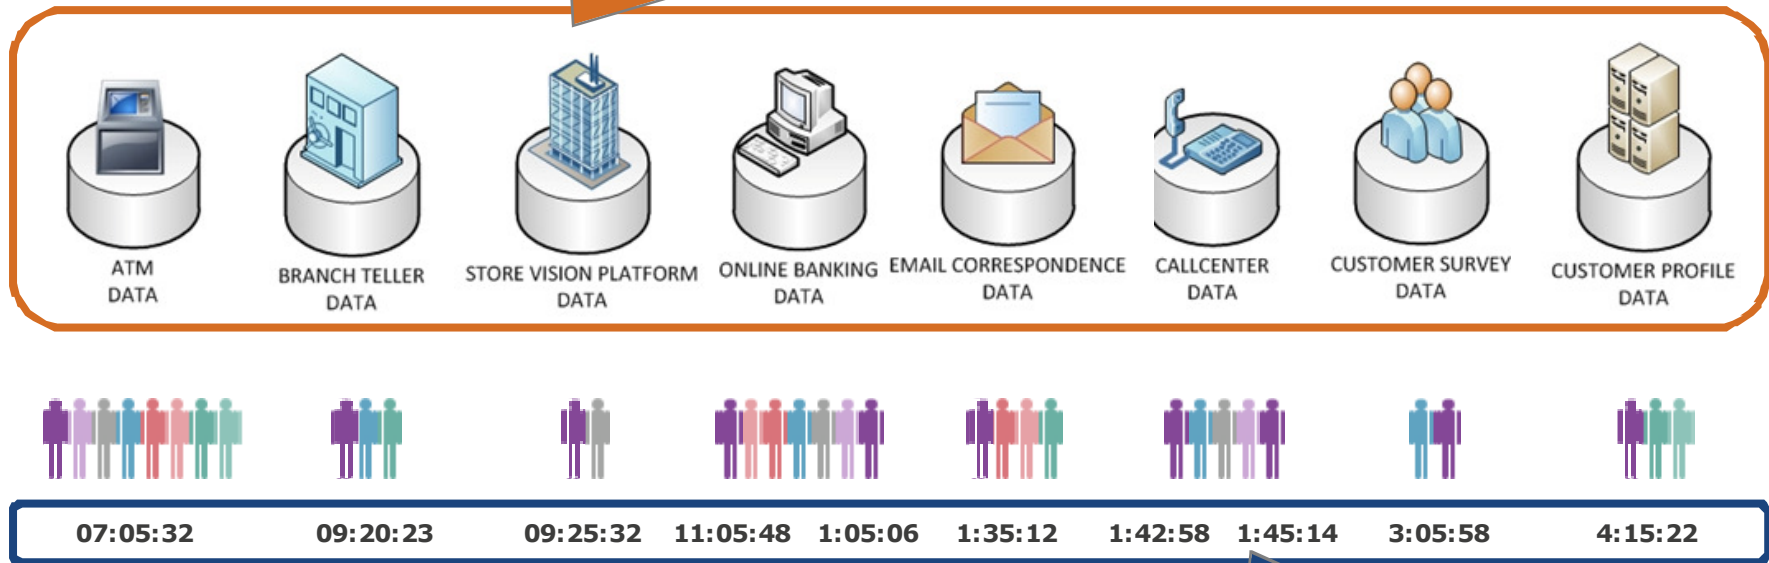 ATM
DATA
BRANCH TELLER
DATA
STORE VISION PLATFORM
DATA
ONLINE BANKING
DATA
EMAIL CORRESPONDENCE
DATA
CALLCENTER
DATA
CUSTOMER SURVEY
DATA
CUSTOMER PROFILE
DATA
07:05:32 09:20:23 09:25:32 11:05:48 1:05:06 1:35:12 1:42:58 1:45:14 3:05:58 4:15:22